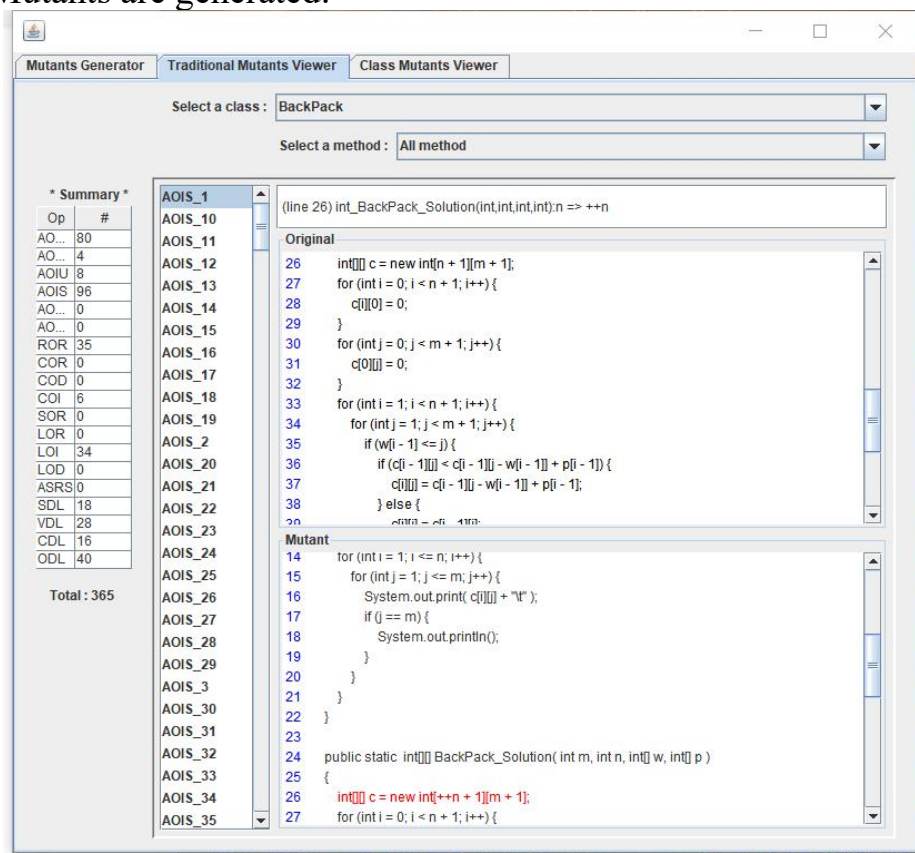 Mutants are generated.
Mutants Generator Traditional Mutants Viewer Class Mutants Viewer
Select a class : BackPack
Select a method : All method
* Summary *
Op #
AO... 80
AO... 4
AOIU 8
AOIS 96
AO... 0
AO... 0
ROR 35
COR 0
COD 0
COI 6
SOR 0
LOR 0
LOI 34
LOD 0
ASRS 0
SDL 18
VDL 28
CDL 16
ODL 40
Total : 365
AOIS_1
AOIS_10
AOIS_11
AOIS_12
AOIS_13
AOIS_14
AOIS_15
AOIS_16
AOIS_17
AOIS_18
AOIS_19
AOIS_2
AOIS_20
AOIS_21
AOIS_22
AOIS_23
AOIS_24
AOIS_25
AOIS_26
AOIS_27
AOIS_28
AOIS_29
AOIS_3
AOIS_30
AOIS_31
AOIS_32
AOIS_33
AOIS_34
AOIS_35
(line 26) int_BackPack_Solution(int,int,int,int):n => ++n
Original
26 int[][] c = new int[n + 1][m + 1];
27 for (int i = 0; i < n + 1; i++) {
28 c[i][0] = 0;
29 }
30 for (int j = 0; j < m + 1; j++) {
31 c[0][j] = 0;
32 }
33 for (int i = 1; i < n + 1; i++) {
34 for (int j = 1; j < m + 1; j++) {
35 if (w[i - 1] <= j) {
36 if (c[i - 1][j] < c[i - 1][j - w[i - 1]] + p[i - 1]) {
37 c[i][j] = c[i - 1][j - w[i - 1]] + p[i - 1];
38 } else {
39 c[i][j] = c[i - 1][j];
Mutant
14 for (int i = 1; i <= n; i++) {
15 for (int j = 1; j <= m; j++) {
16 System.out.print( c[i][j] + "\t" );
17 if (j == m) {
18 System.out.println();
19 }
20 }
21 }
22 }
23
24 public static int[][] BackPack_Solution( int m, int n, int[] w, int[] p )
25 {
26 int[][] c = new int[++n + 1][m + 1];
27 for (int i = 0; i < n + 1; i++) {